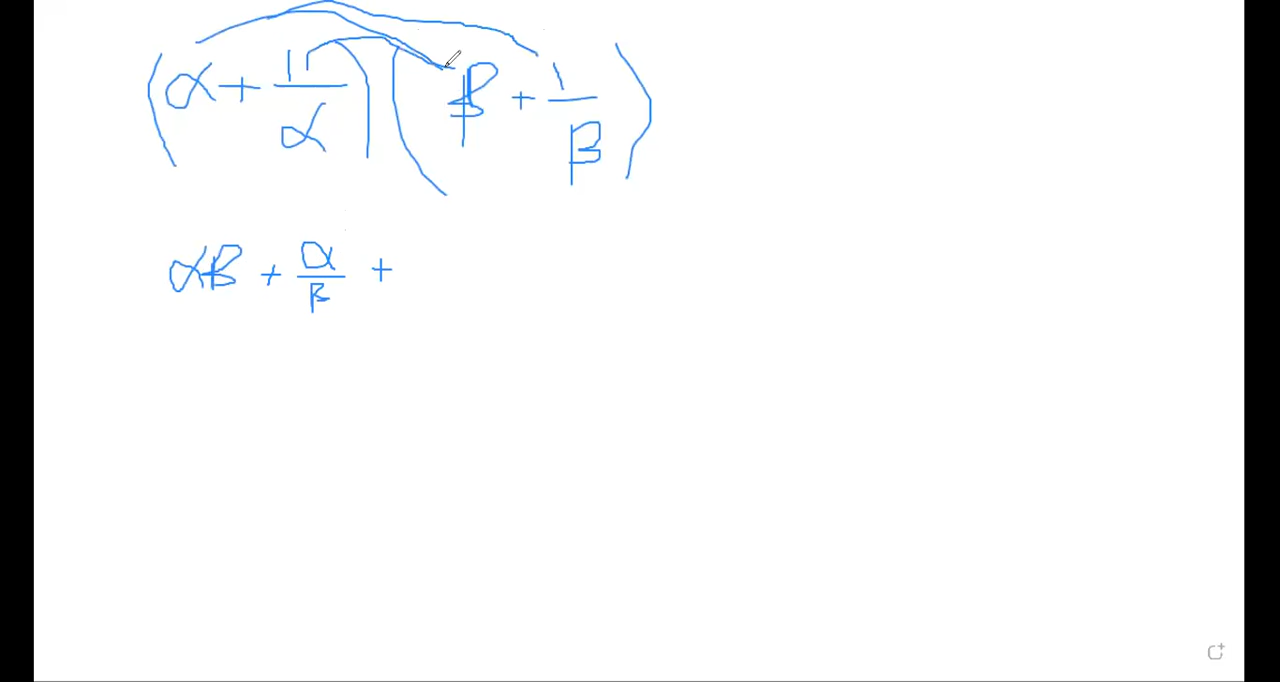 (α + 1/α) (β + 1/β)
αβ + α/β +